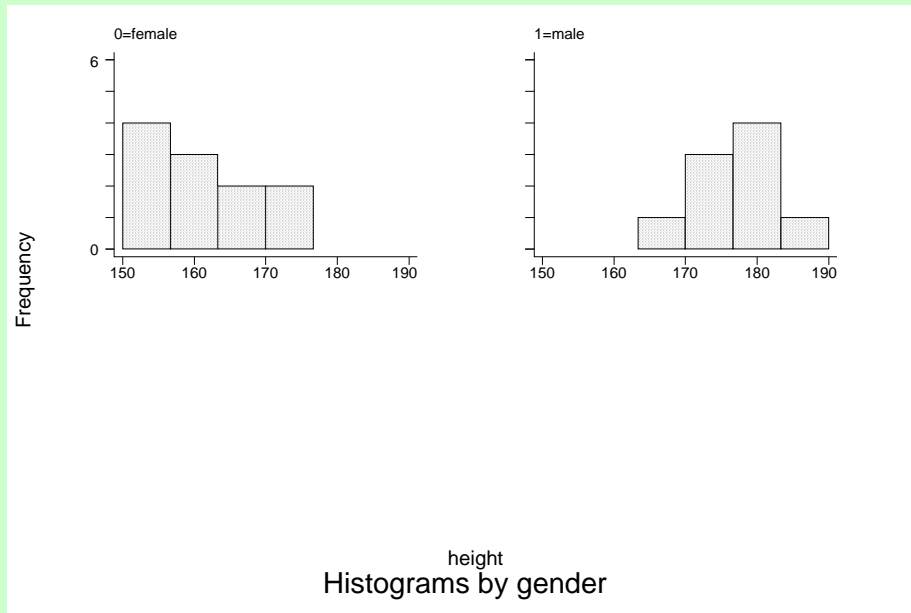 0=female
1=male
6
0
150 160 170 180 190
150 160 170 180 190
Frequency
height
Histograms by gender